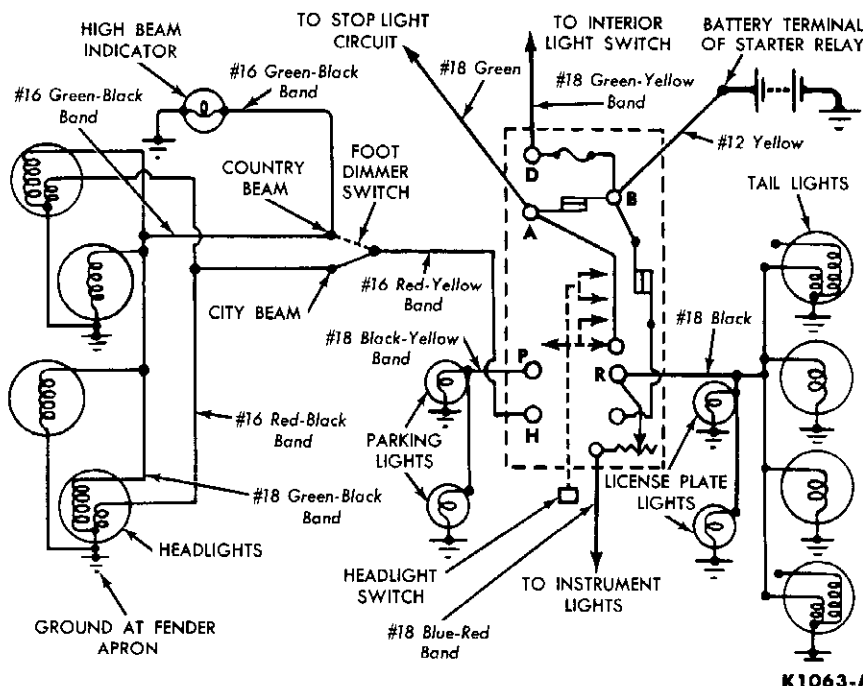 HIGH BEAM
INDICATOR
TO STOP LIGHT
CIRCUIT
TO INTERIOR
LIGHT SWITCH
BATTERY TERMINAL
OF STARTER RELAY
#16 Green-Black
Band
#16 Green-Black
Band
#18 Green
#18 Green-Yellow
Band
#12 Yellow
COUNTRY
BEAM
FOOT
DIMMER
SWITCH
D
B
A
TAIL LIGHTS
CITY BEAM
#16 Red-Yellow
Band
#18 Black-Yellow
Band
#18 Black
P
R
H
#16 Red-Black
Band
PARKING
LIGHTS
#18 Green-Black
Band
HEADLIGHTS
LICENSE PLATE
LIGHTS
HEADLIGHT
SWITCH
TO INSTRUMENT
LIGHTS
GROUND AT FENDER
APRON
#18 Blue-Red
Band
K1063-A